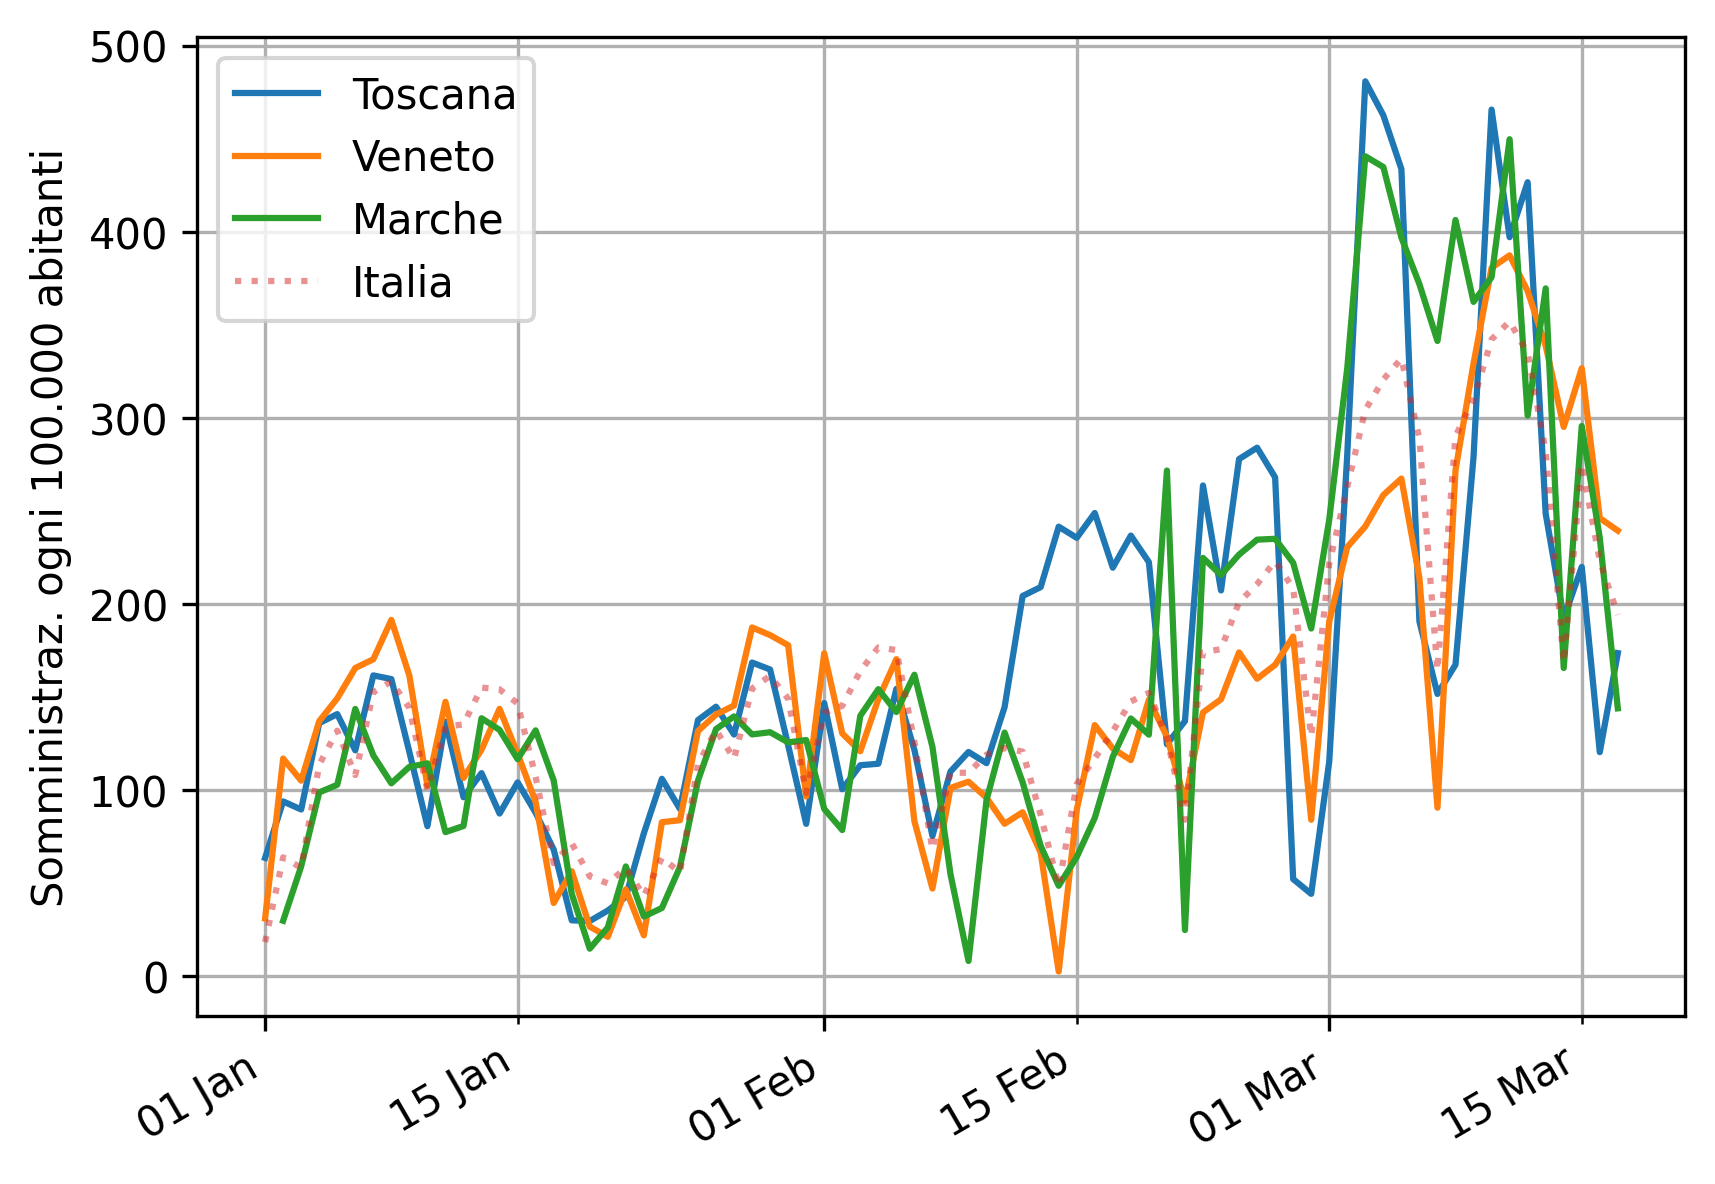 Somministraz. ogni 100.000 abitanti
500
400
300
200
100
0
Toscana
Veneto
Marche
Italia
01 Jan
15 Jan
01 Feb
15 Feb
01 Mar
15 Mar